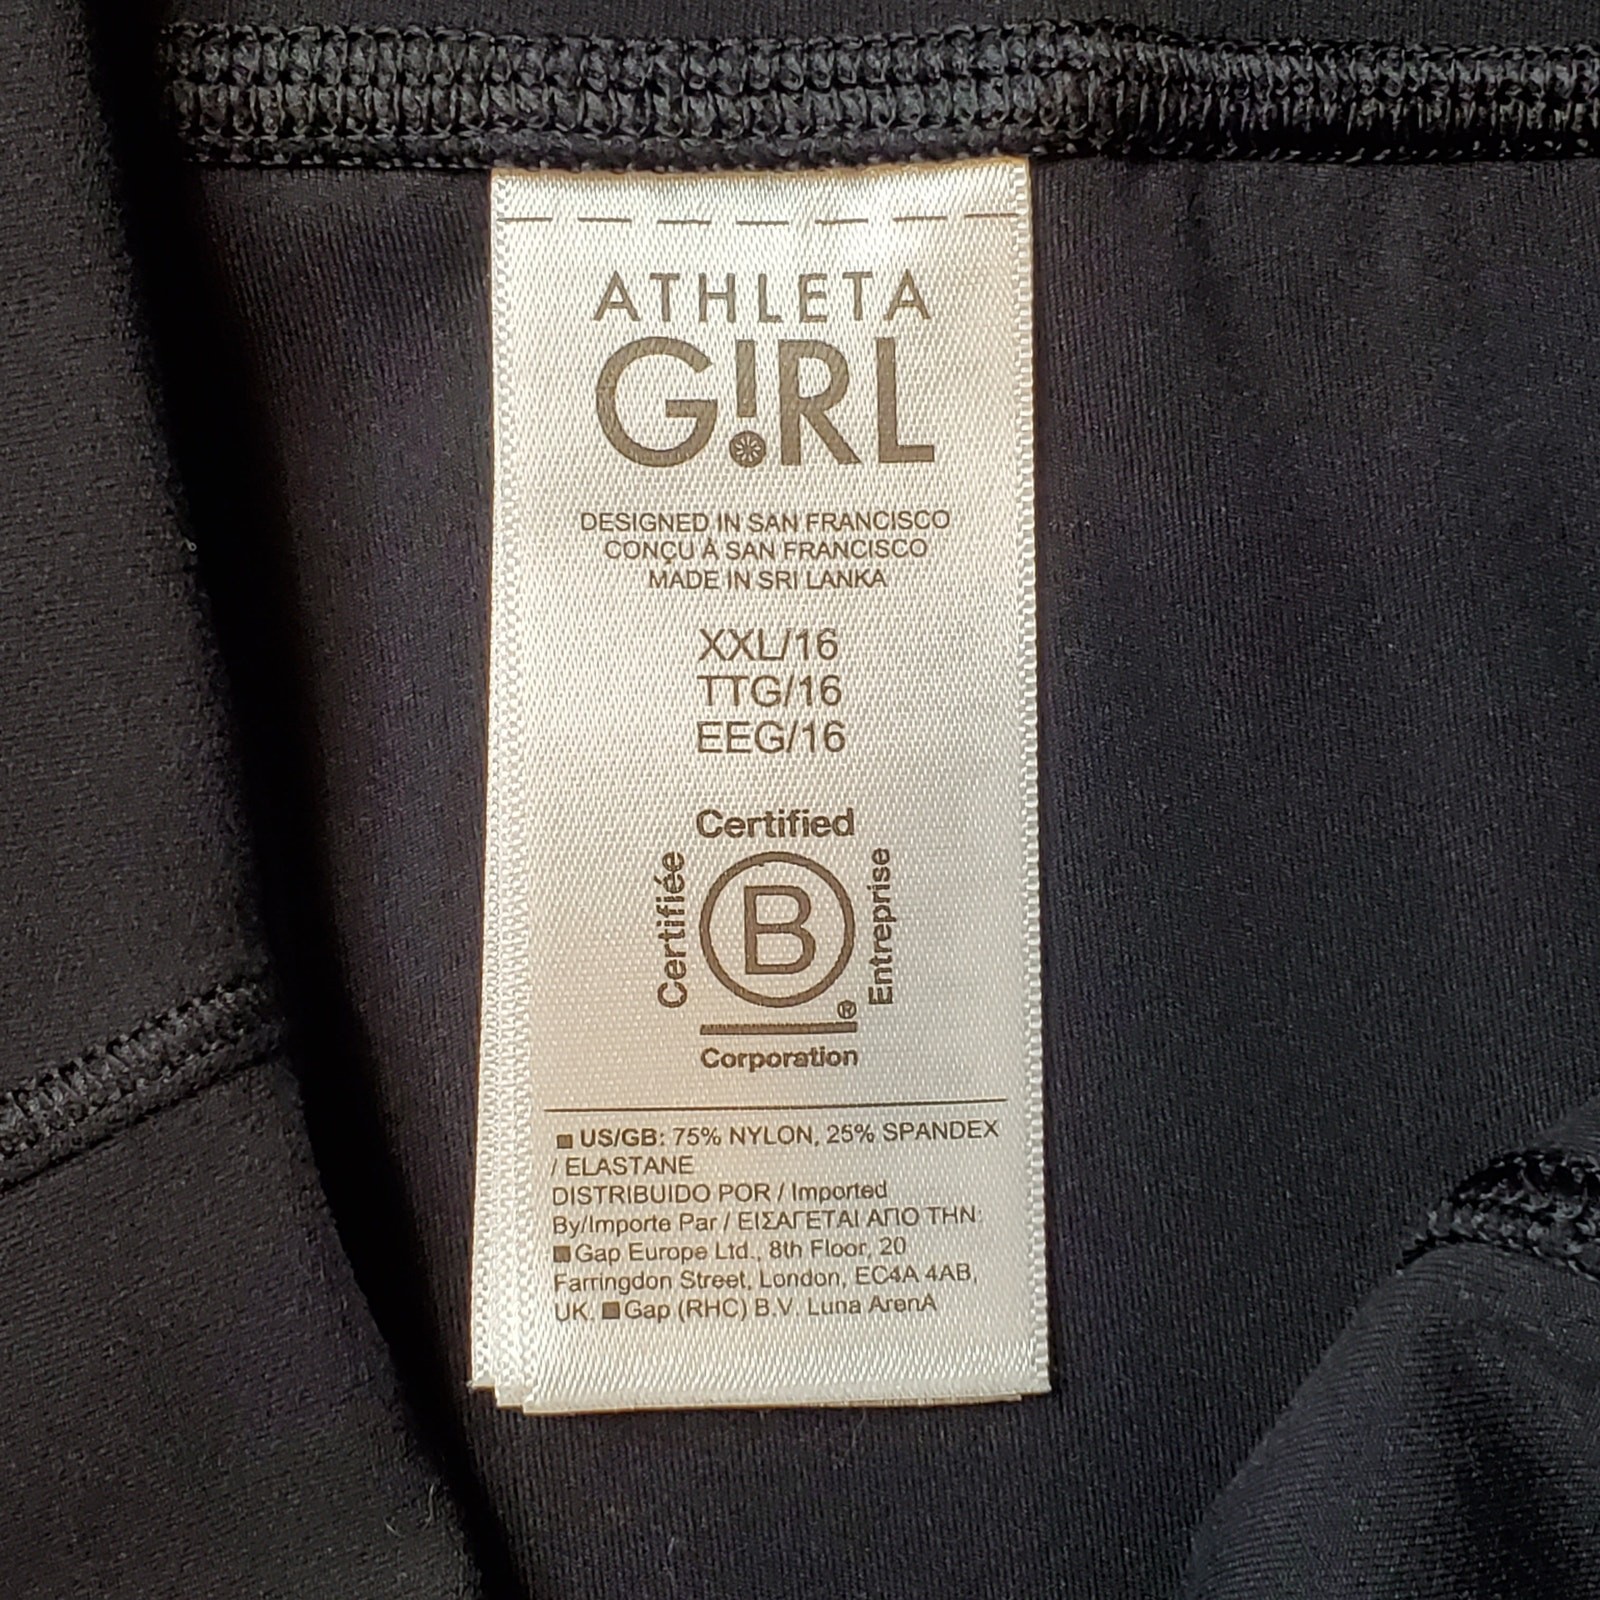 ATHLETA
G!RL
DESIGNED IN SAN FRANCISCO
CONÇU À SAN FRANCISCO
MADE IN SRI LANKA
XXL/16
TTG/16
EEG/16
Certified
Certifiée
B
Entreprise
®
Corporation
■ US/GB: 75% NYLON, 25% SPANDEX
/ ELASTANE
DISTRIBUIDO POR / Imported
By/Importe Par / ΕΙΣΑΓΕΤΑΙ ΑΠΟ ΤΗΝ:
■ Gap Europe Ltd., 8th Floor, 20
Farringdon Street, London, EC4A 4AB,
UK. ■ Gap (RHC) B.V. Luna ArenA